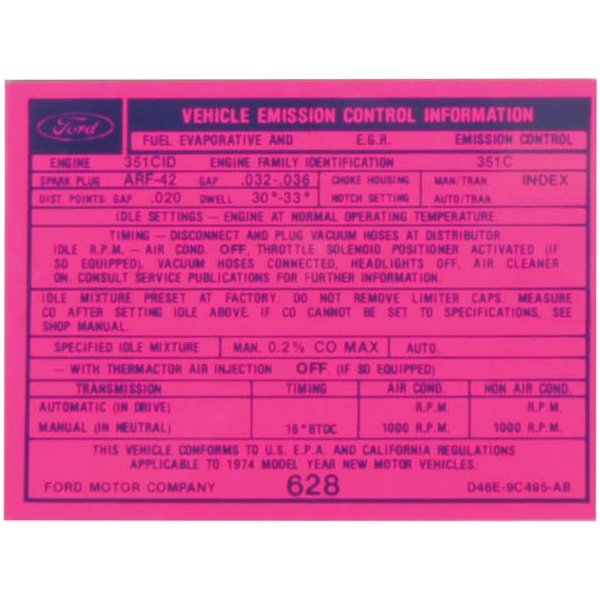 Ford
VEHICLE EMISSION CONTROL INFORMATION
FUEL EVAPORATIVE AND E.G.R. EMISSION CONTROL
ENGINE 351CID ENGINE FAMILY IDENTIFICATION 351C
SPARK PLUG ARF-42 GAP .032-.036 CHOKE HOUSING MAN/TRAN. INDEX
DIST. POINTS: GAP .020 DWELL 30°-33° NOTCH SETTING AUTO/TRAN.
IDLE SETTINGS - ENGINE AT NORMAL OPERATING TEMPERATURE.
TIMING - DISCONNECT AND PLUG VACUUM HOSES AT DISTRIBUTOR.
IDLE R.P.M. - AIR COND. OFF, THROTTLE SOLENOID POSITIONER ACTIVATED (IF
SO EQUIPPED), VACUUM HOSES CONNECTED, HEADLIGHTS OFF, AIR CLEANER
ON. CONSULT SERVICE PUBLICATIONS FOR FURTHER INFORMATION.
IDLE MIXTURE PRESET AT FACTORY. DO NOT REMOVE LIMITER CAPS. MEASURE
CO AFTER SETTING IDLE ABOVE. IF CO CANNOT BE SET TO SPECIFICATIONS, SEE
SHOP MANUAL.
SPECIFIED IDLE MIXTURE MAN. 0.2% CO MAX AUTO.
- WITH THERMACTOR AIR INJECTION OFF. (IF SO EQUIPPED)
TRANSMISSION TIMING AIR COND. NON AIR COND.
AUTOMATIC (IN DRIVE) R.P.M. R.P.M.
MANUAL (IN NEUTRAL) 16° BTDC 1000 R.P.M. 1000 R.P.M.
THIS VEHICLE CONFORMS TO U.S. E.P.A. AND CALIFORNIA REGULATIONS
APPLICABLE TO 1974 MODEL YEAR NEW MOTOR VEHICLES.
FORD MOTOR COMPANY 628 D46E-9C495-AB